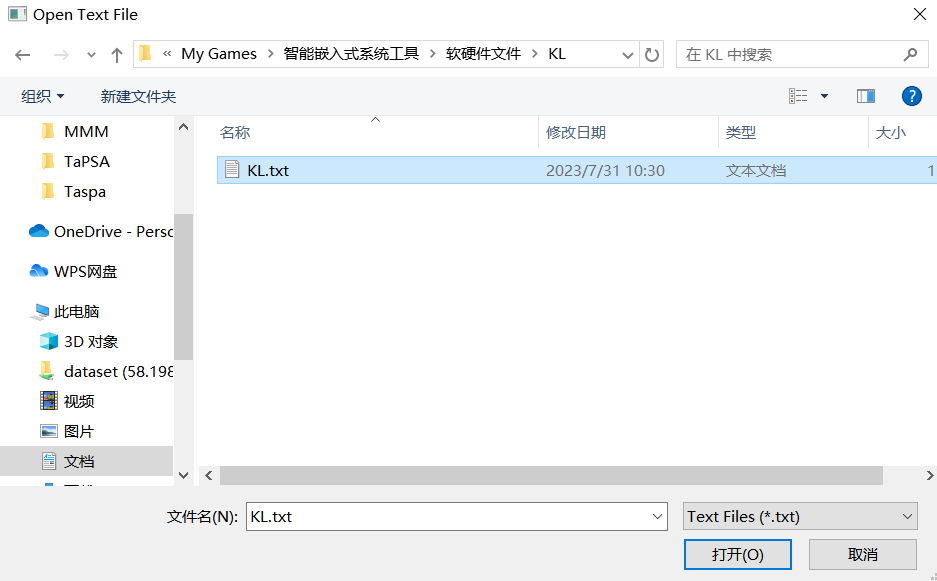 Open Text File
« My Games > 智能嵌入式系统工具 > 软硬件文件 > KL
在 KL 中搜索
组织 新建文件夹
名称 修改日期 类型 大小
KL.txt 2023/7/31 10:30 文本文档 1
MMM
TaPSA
Taspa
OneDrive - Perso
WPS网盘
此电脑
3D 对象
dataset (58.198
视频
图片
文档
文件名(N): KL.txt Text Files (*.txt)
打开(O) 取消